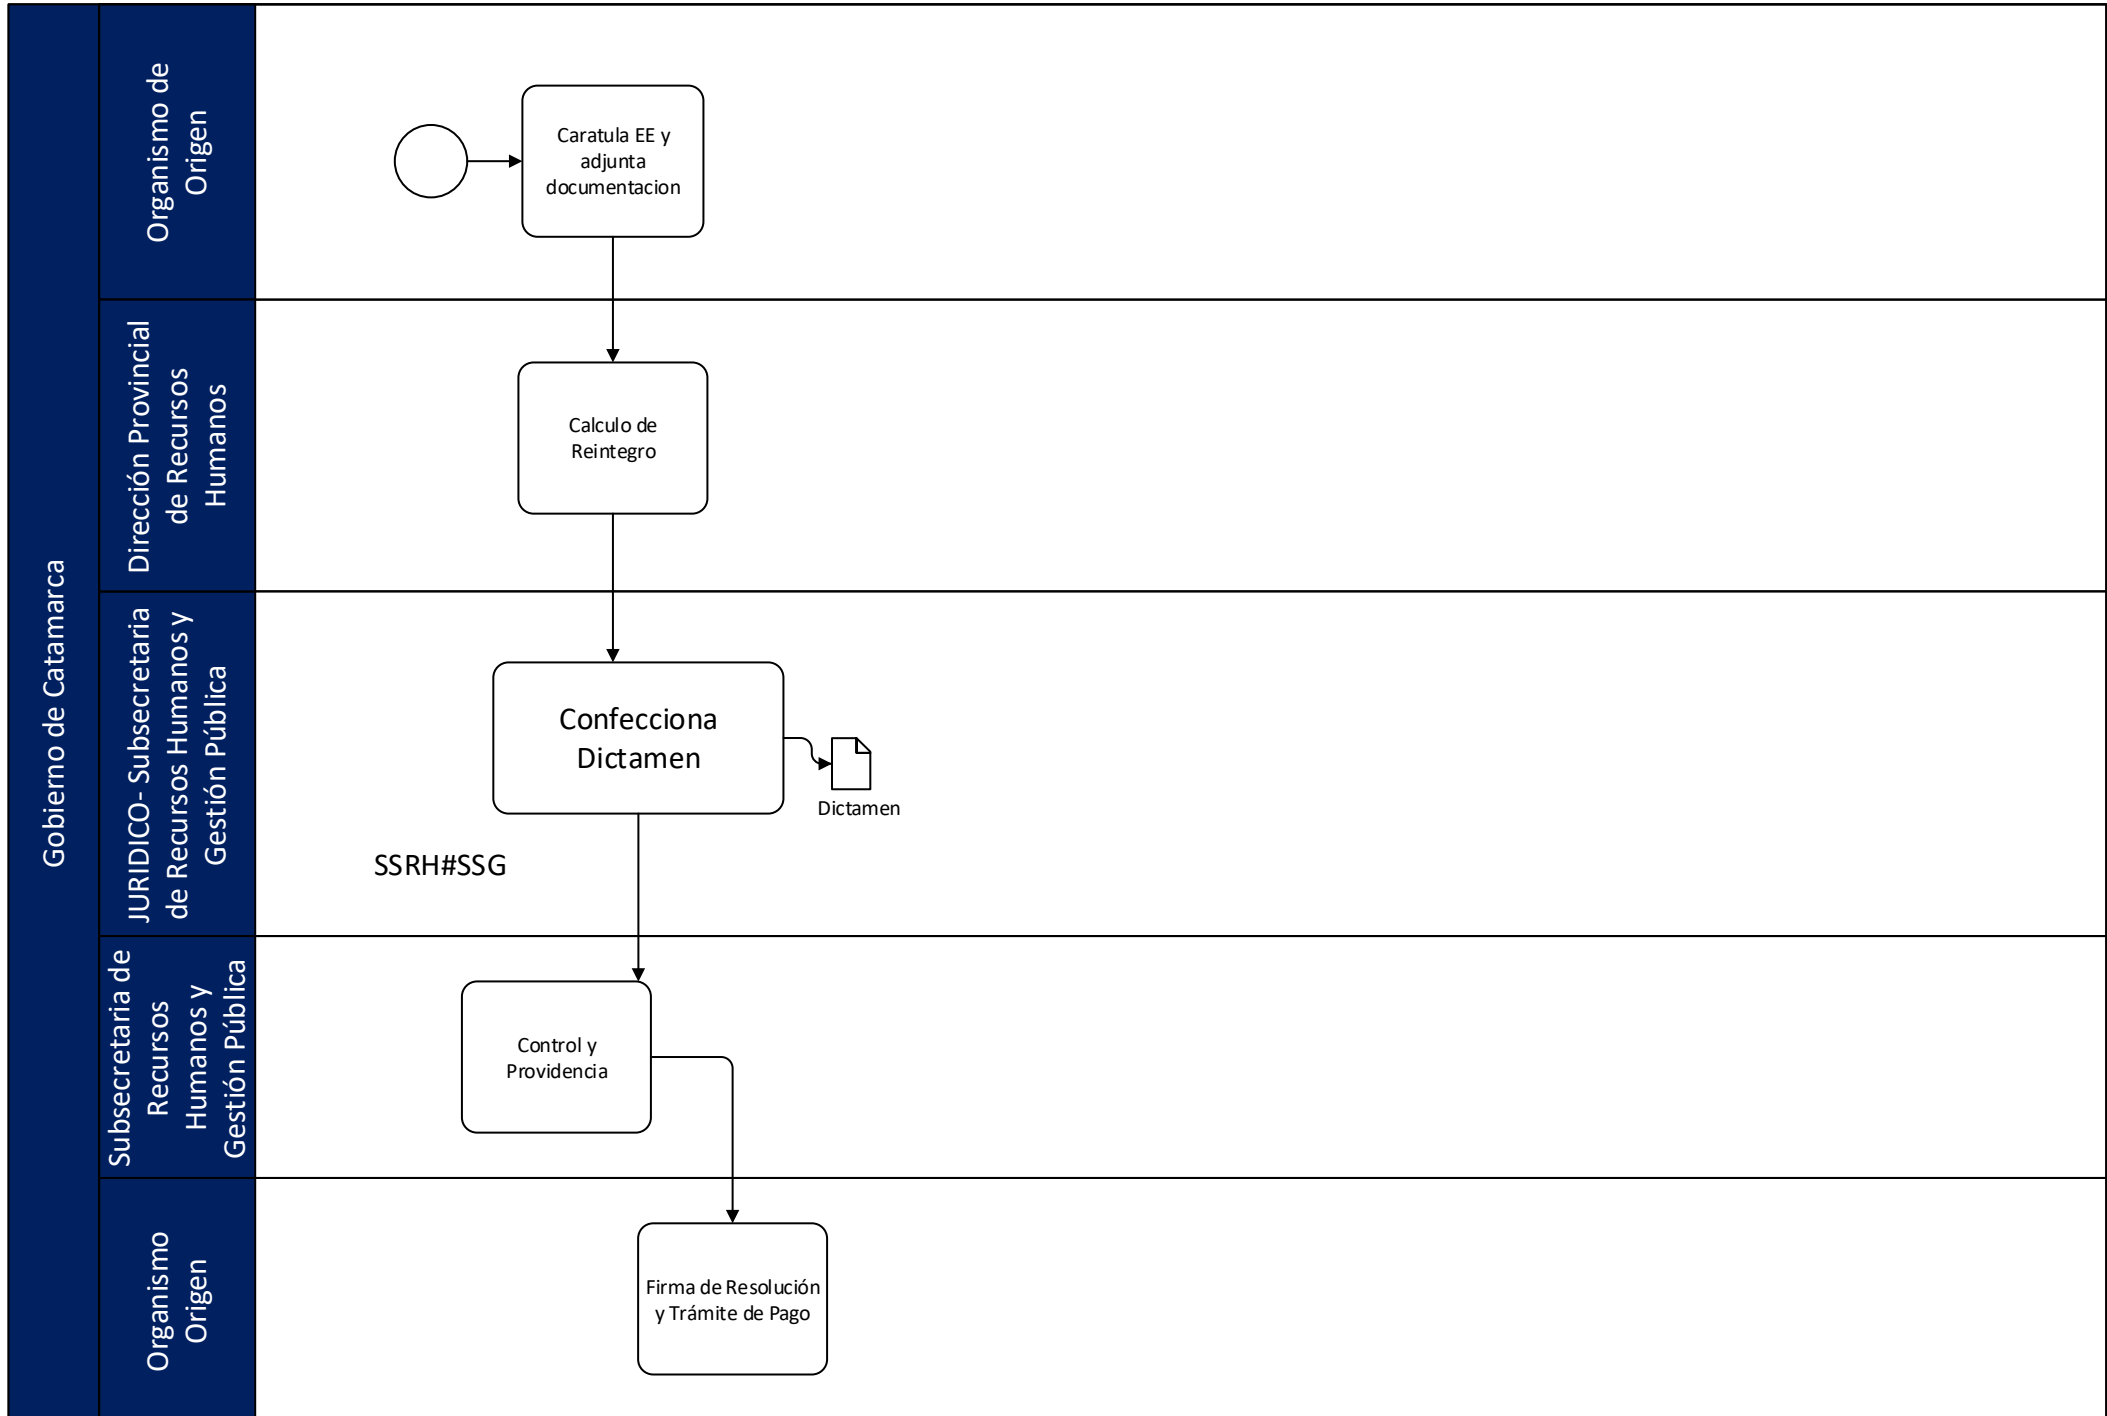 Gobierno de Catamarca
Organismo de
Origen
Caratula EE y
adjunta
documentacion
Dirección Provincial
de Recursos
Humanos
Calculo de
Reintegro
JURIDICO- Subsecretaria
de Recursos Humanos y
Gestión Pública
Confecciona
Dictamen
Dictamen
SSRH#SSG
Subsecretaria de
Recursos
Humanos y
Gestión Pública
Control y
Providencia
Organismo
Origen
Firma de Resolución
y Trámite de Pago